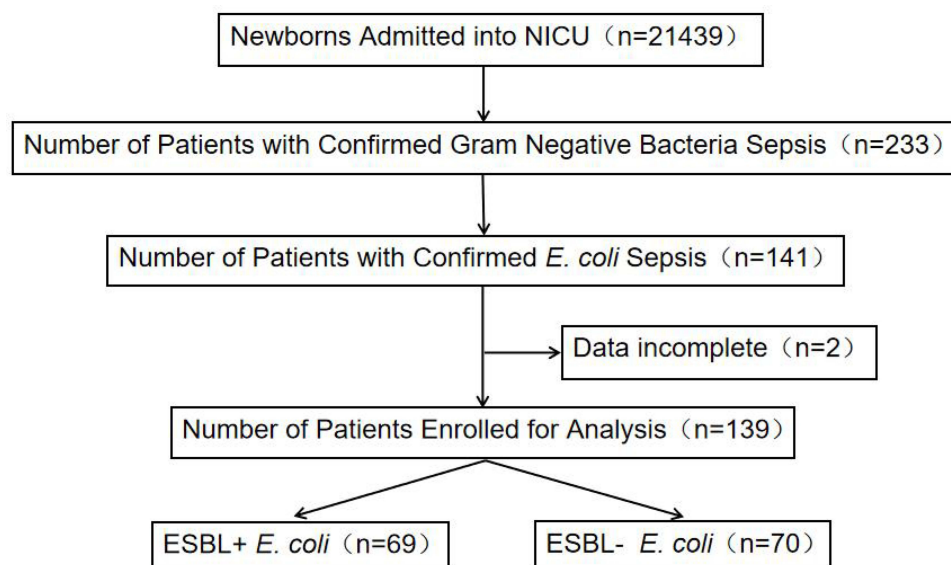 Newborns Admitted into NICU（n=21439）
Number of Patients with Confirmed Gram Negative Bacteria Sepsis（n=233）
Number of Patients with Confirmed E. coli Sepsis（n=141）
Data incomplete（n=2）
Number of Patients Enrolled for Analysis（n=139）
ESBL+ E. coli（n=69）
ESBL- E. coli（n=70）